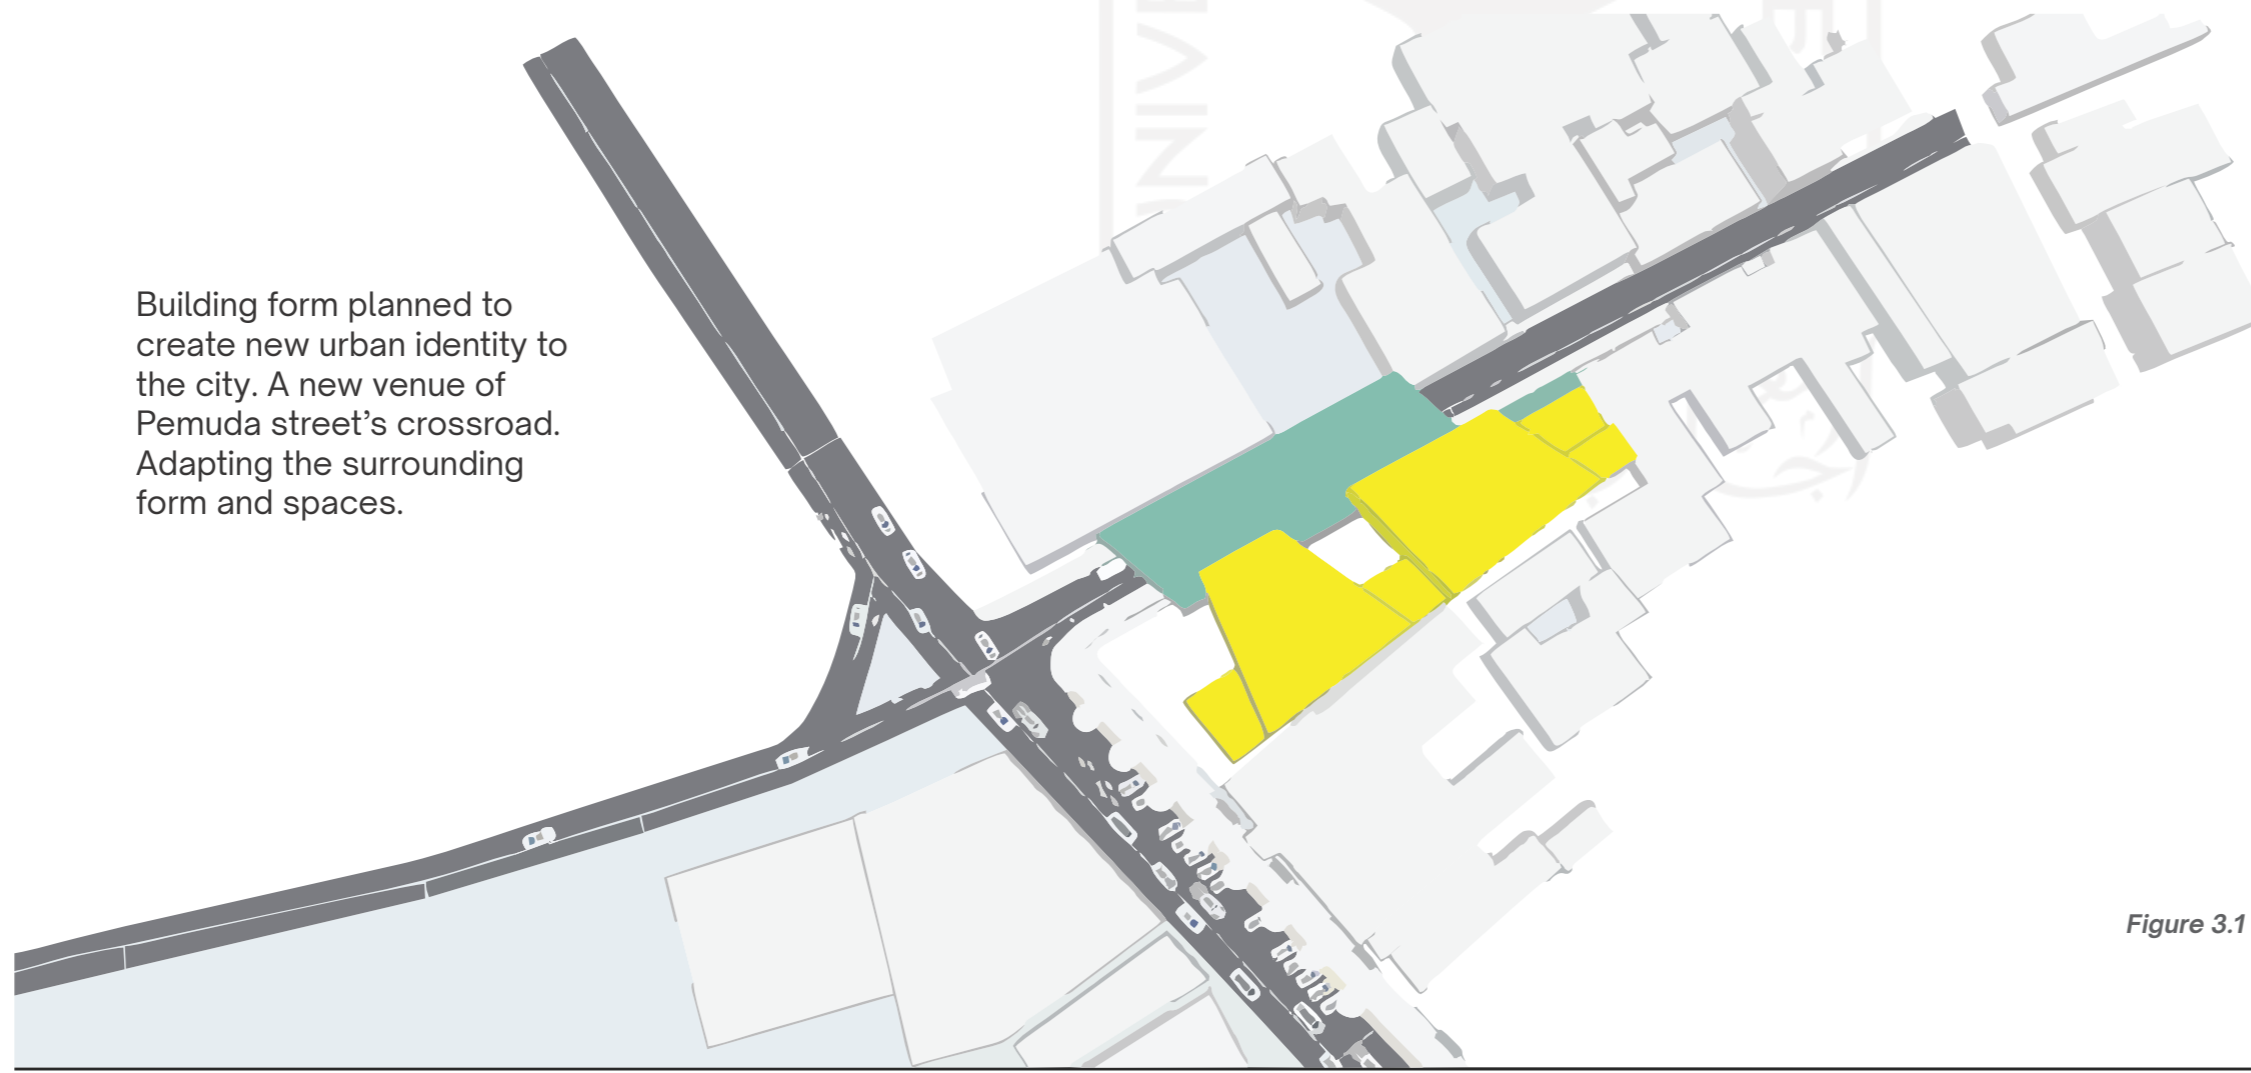 Building form planned to
create new urban identity to
the city. A new venue of
Pemuda street’s crossroad.
Adapting the surrounding
form and spaces.
Figure 3.1